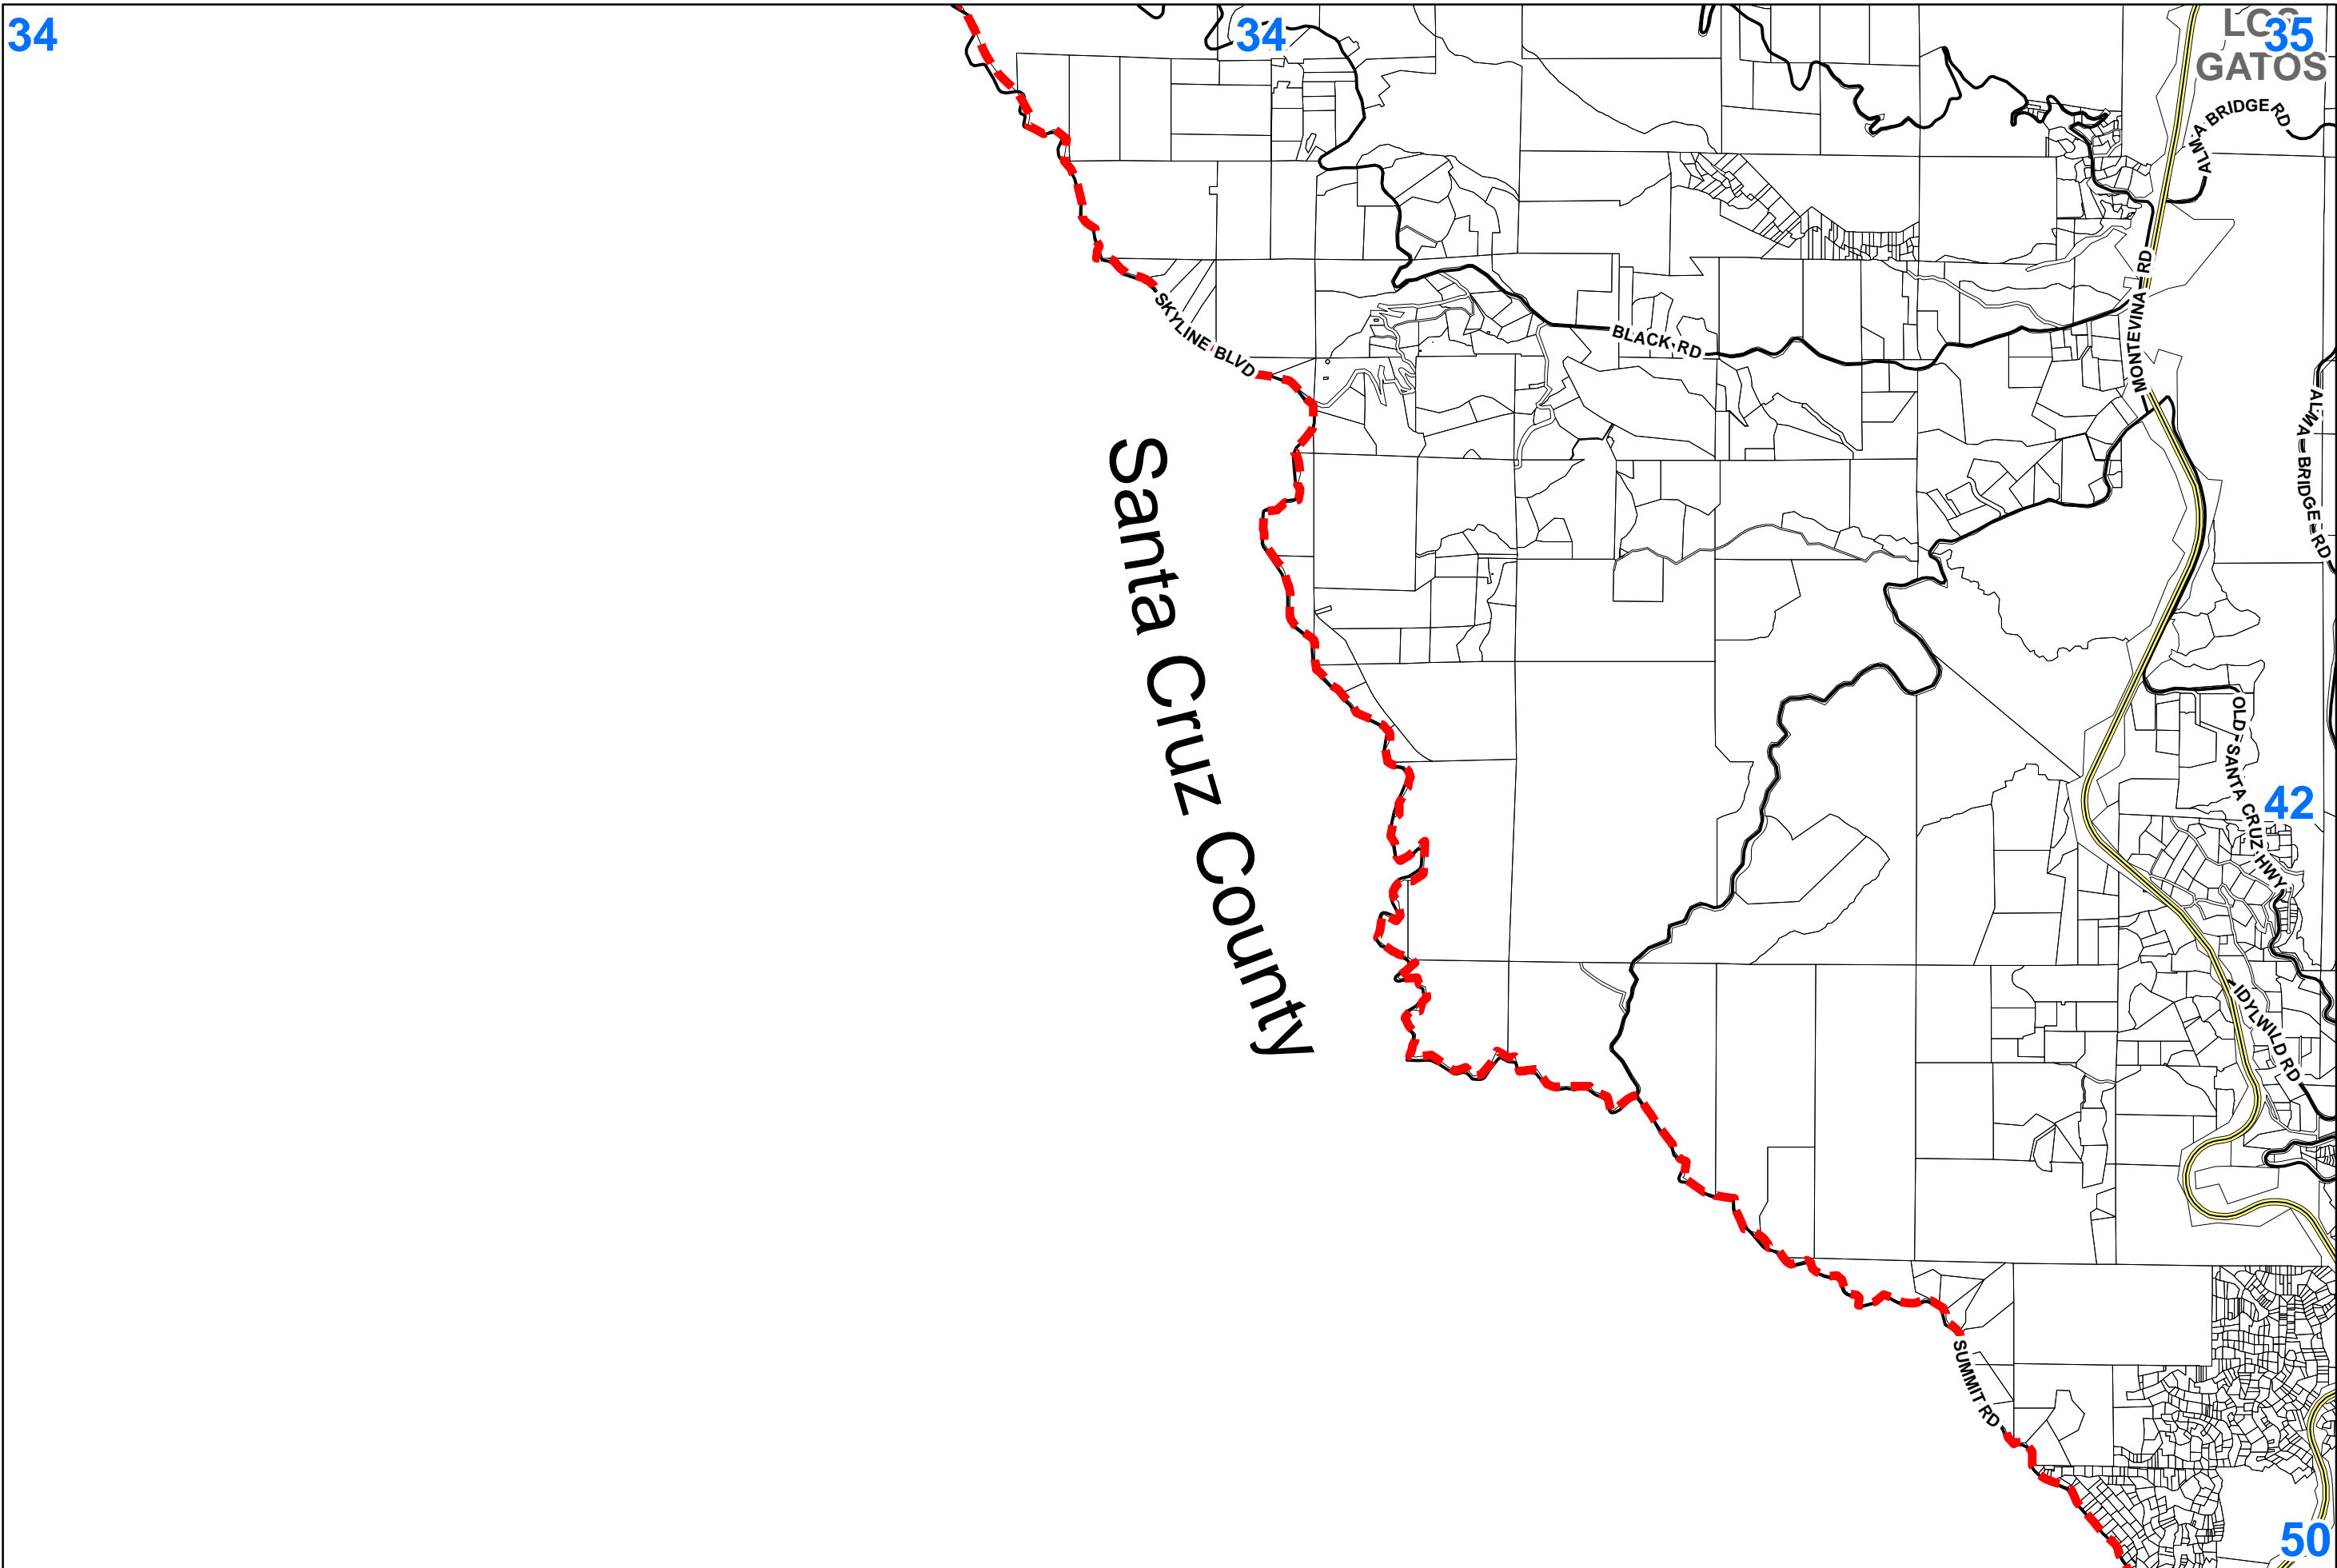 34
34
LOS
35
GATOS
ALMA BRIDGE RD
SKYLINE BLVD
BLACK RD
MONTEVINA RD
ALMA BRIDGE RD
Santa Cruz County
OLD SANTA CRUZ HWY
42
IDYLWILD RD
SUMMIT RD
50